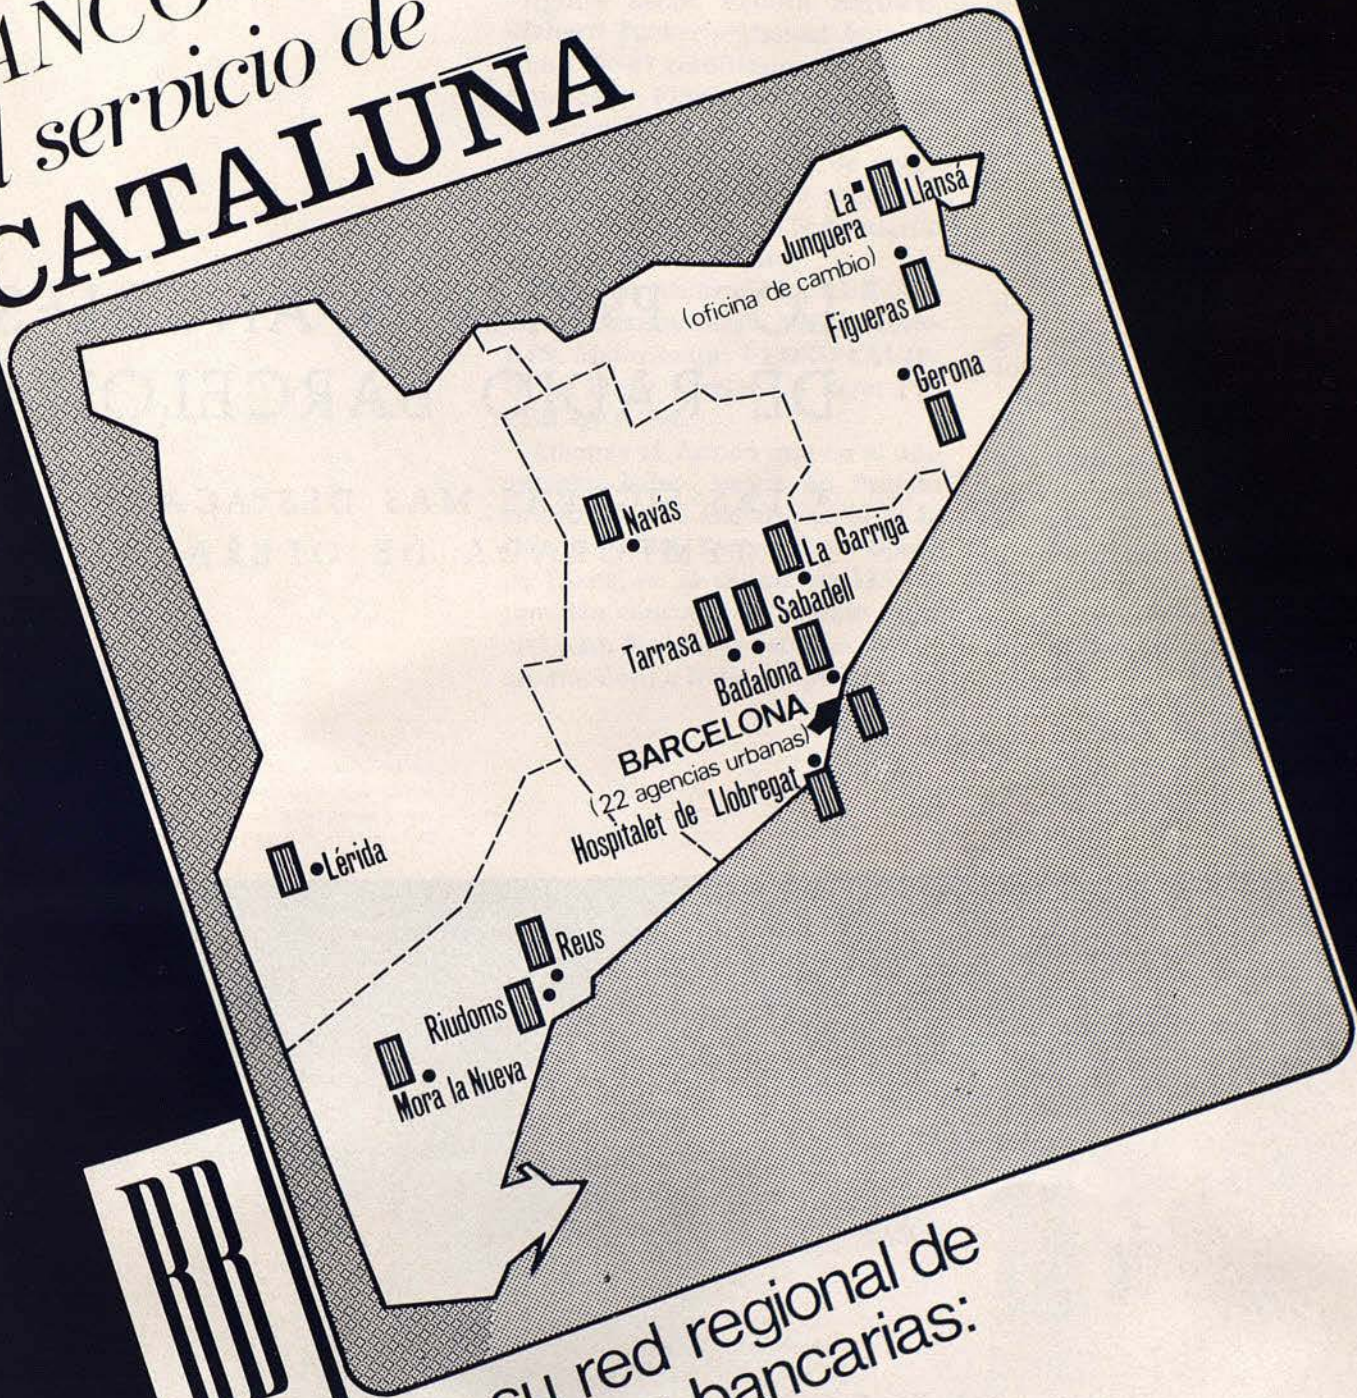 servicio de
CATALUÑA
La
Junquera
(oficina de cambio)
Llansá
Figueras
Gerona
Navás
La Garriga
Sabadell
Tarrasa
Badalona
BARCELONA
(22 agencias urbanas)
Hospitalet de Llobregat
Lérida
Reus
Riudoms
Mora la Nueva
su red regional de
bancarias: